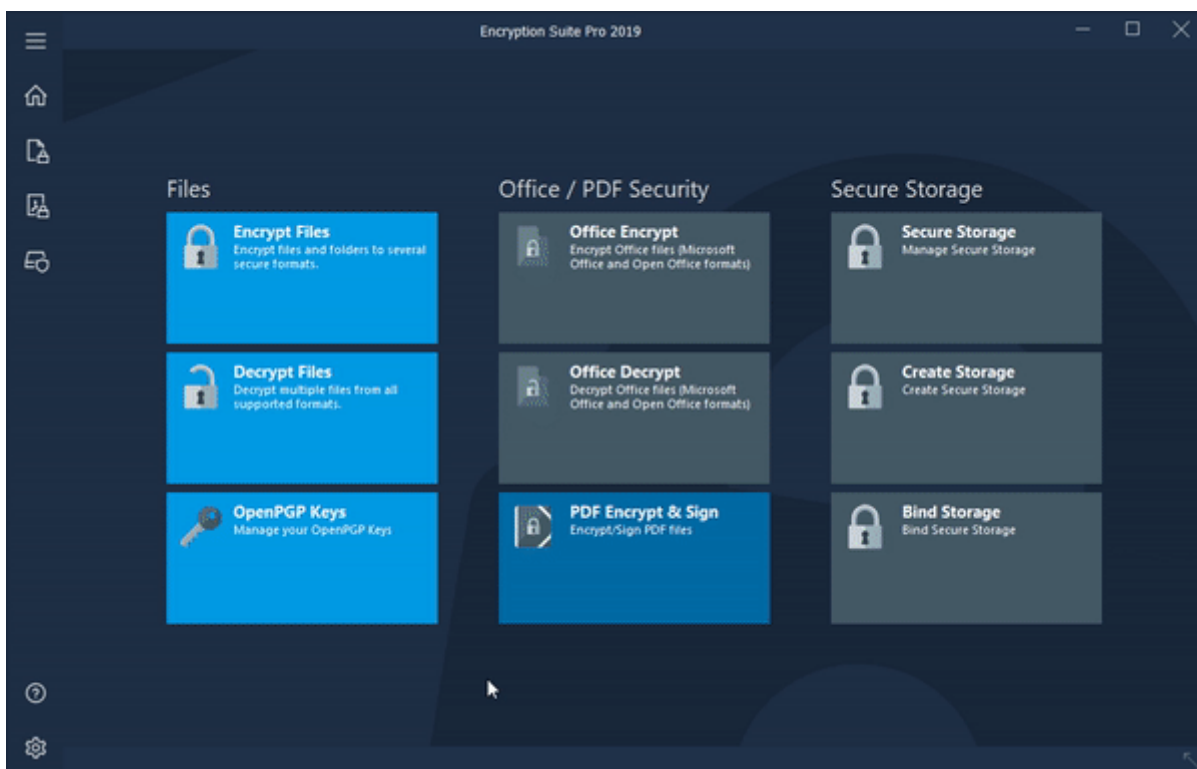 Encryption Suite Pro 2019
Files
Encrypt Files
Encrypt files and folders to several
secure formats.
Decrypt Files
Decrypt multiple files from all
supported formats.
OpenPGP Keys
Manage your OpenPGP Keys
Office / PDF Security
Office Encrypt
Encrypt Office files (Microsoft
Office and Open Office formats)
Office Decrypt
Decrypt Office files (Microsoft
Office and Open Office formats)
PDF Encrypt & Sign
Encrypt/Sign PDF files
Secure Storage
Secure Storage
Manage Secure Storage
Create Storage
Create Secure Storage
Bind Storage
Bind Secure Storage